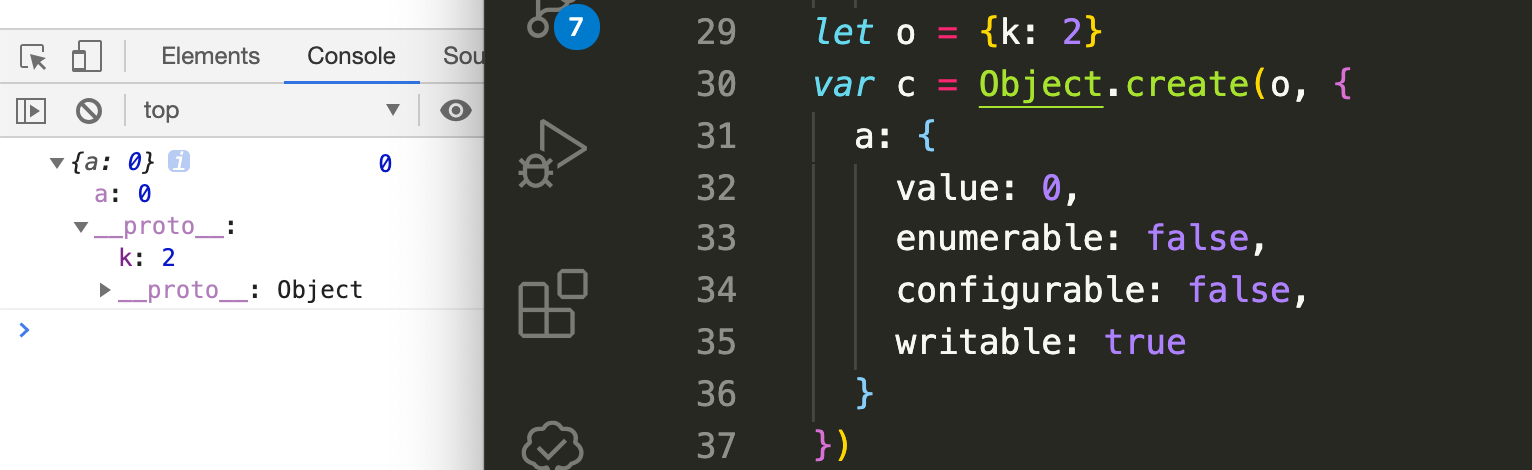 Elements Console Sou
top
{a: 0} i 0
a: 0
__proto__:
k: 2
__proto__: Object
7
29 let o = {k: 2}
30 var c = Object.create(o, {
31 a: {
32 value: 0,
33 enumerable: false,
34 configurable: false,
35 writable: true
36 }
37 })